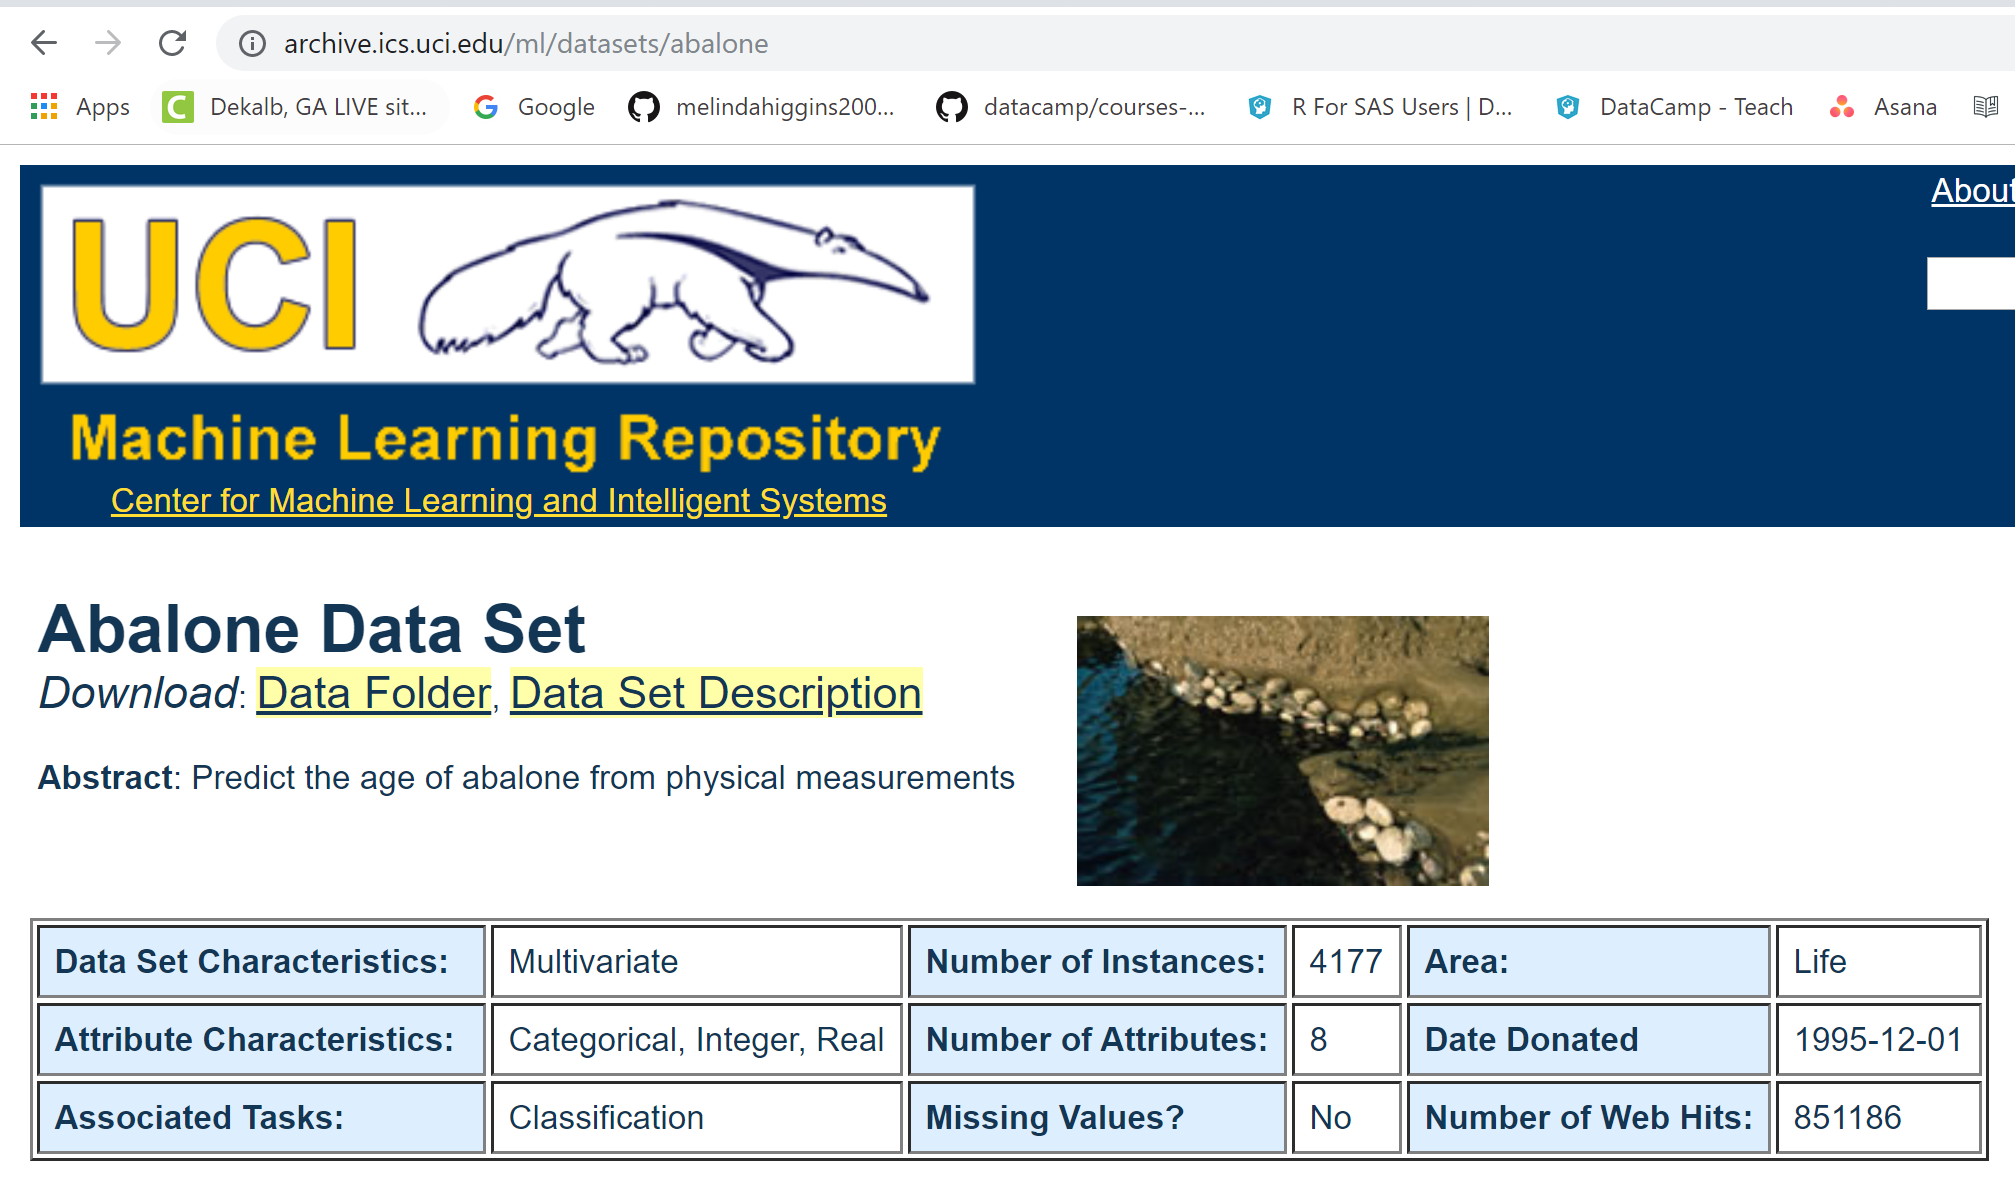 archive.ics.uci.edu/ml/datasets/abalone
Apps Dekalb, GA LIVE sit... Google melindahiggins200... datacamp/courses-... R For SAS Users | D... DataCamp - Teach Asana
About
UCI
Machine Learning Repository
Center for Machine Learning and Intelligent Systems
Abalone Data Set
Download: Data Folder, Data Set Description
Abstract: Predict the age of abalone from physical measurements
Data Set Characteristics: Multivariate Number of Instances: 4177 Area: Life
Attribute Characteristics: Categorical, Integer, Real Number of Attributes: 8 Date Donated 1995-12-01
Associated Tasks: Classification Missing Values? No Number of Web Hits: 851186